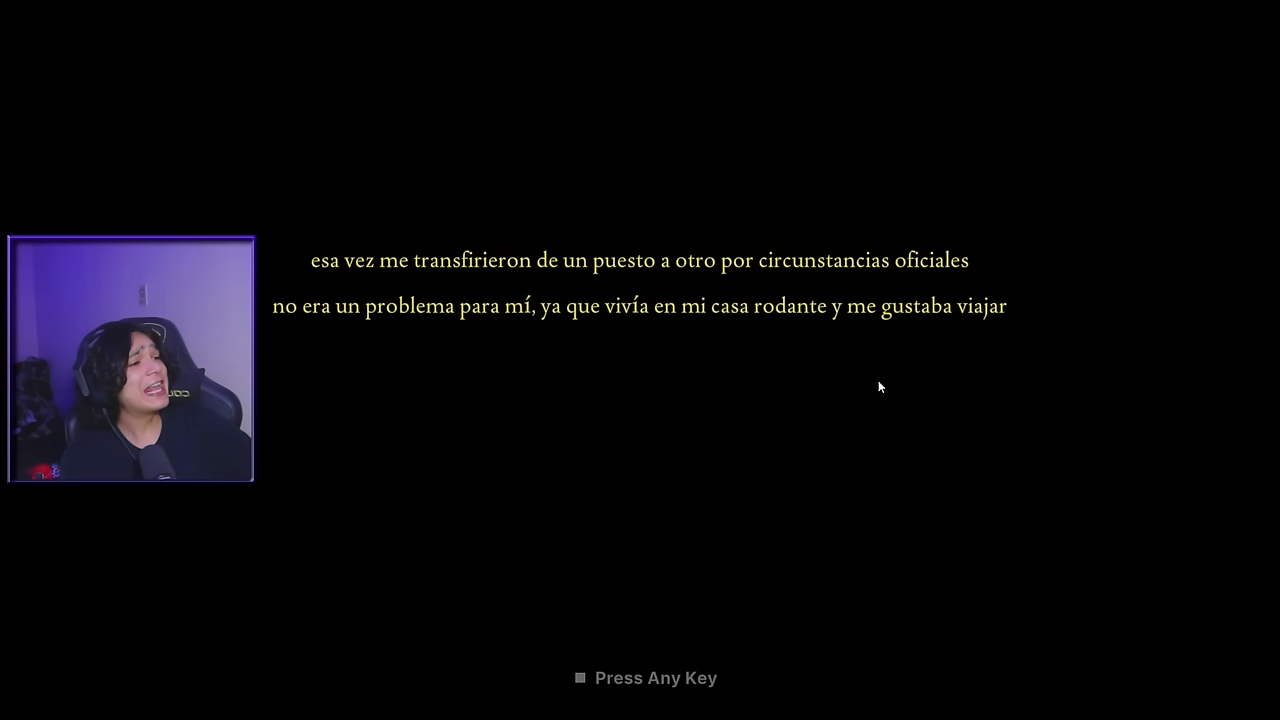 esa vez me transfirieron de un puesto a otro por circunstancias oficiales
no era un problema para mí, ya que vivía en mi casa rodante y me gustaba viajar
Press Any Key